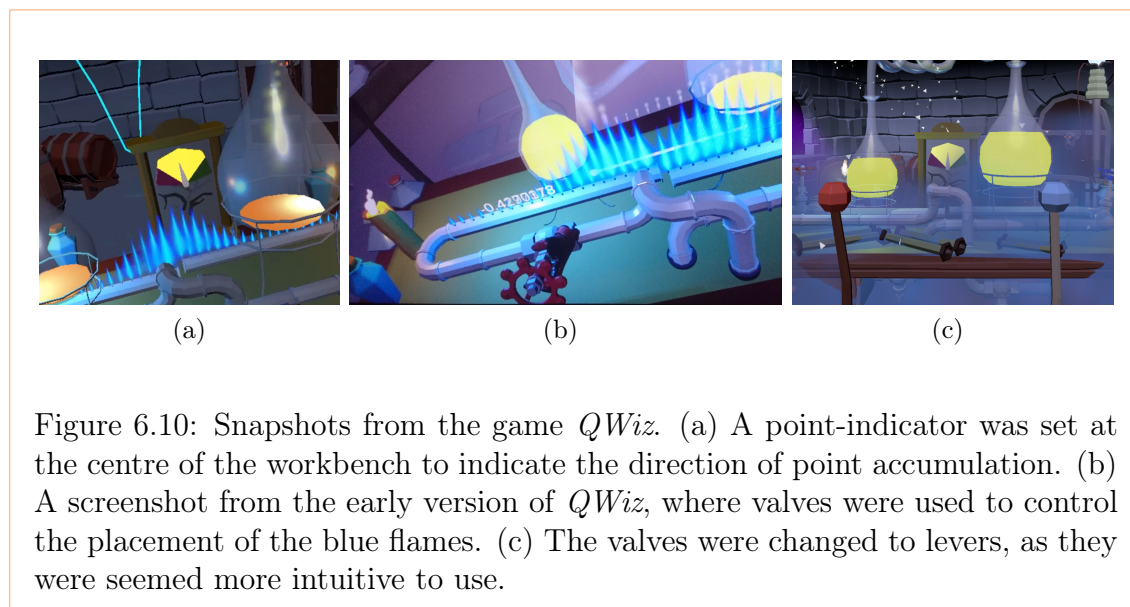 -0.4290178
(a)
(b)
(c)
Figure 6.10: Snapshots from the game QWiz. (a) A point-indicator was set at
the centre of the workbench to indicate the direction of point accumulation. (b)
A screenshot from the early version of QWiz, where valves were used to control
the placement of the blue flames. (c) The valves were changed to levers, as they
were seemed more intuitive to use.